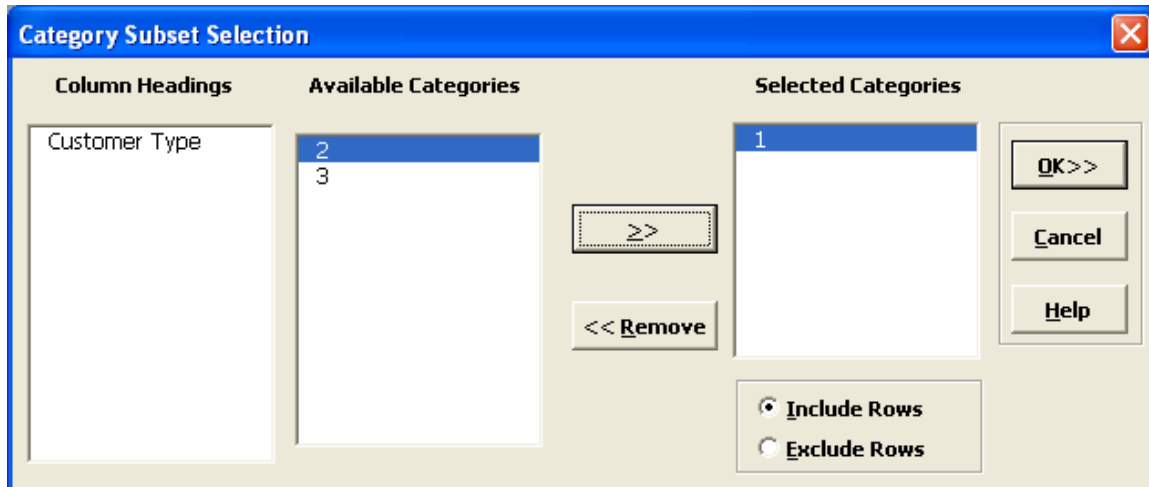 Category Subset Selection
Column Headings
Available Categories
Selected Categories
Customer Type
2
3
1
>>
<< Remove
OK>>
Cancel
Help
Include Rows
Exclude Rows